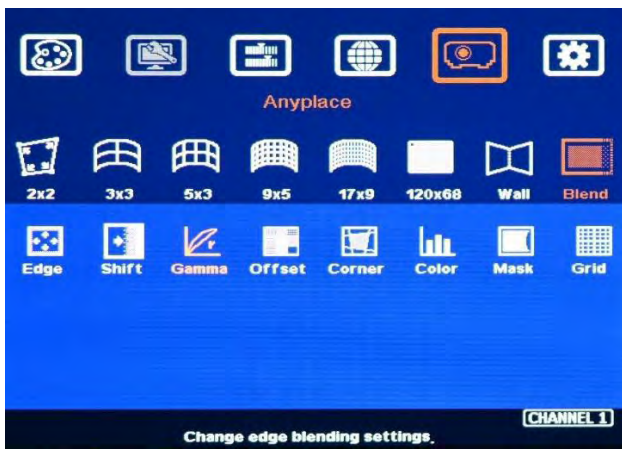 Anyplace
2x2 3x3 5x3 9x5 17x9 120x68 Wall Blend
Edge Shift Gamma Offset Corner Color Mask Grid
CHANNEL 1
Change edge blending settings.